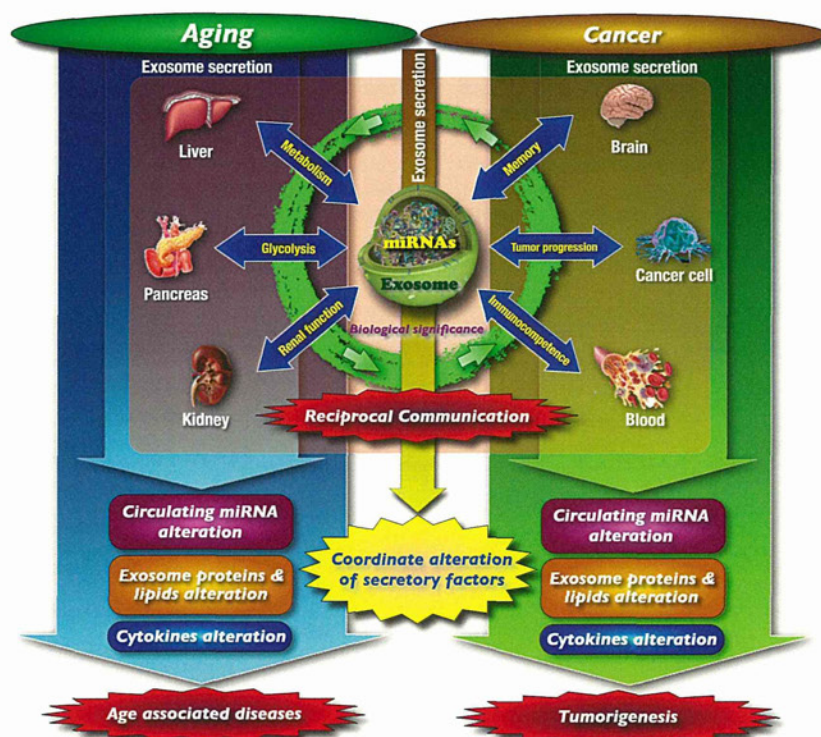 Aging
Cancer
Exosome secretion
Exosome secretion
Exosome secretion
Liver
Brain
Metabolism
Memory
miRNAs
Exosome
Glycolysis
Tumor progression
Pancreas
Cancer cell
Renal function
Immunocompetence
Biological significance
Kidney
Blood
Reciprocal Communication
Circulating miRNA
alteration
Exosome proteins &
lipids alteration
Cytokines alteration
Coordinate alteration
of secretory factors
Circulating miRNA
alteration
Exosome proteins &
lipids alteration
Cytokines alteration
Age associated diseases
Tumorigenesis